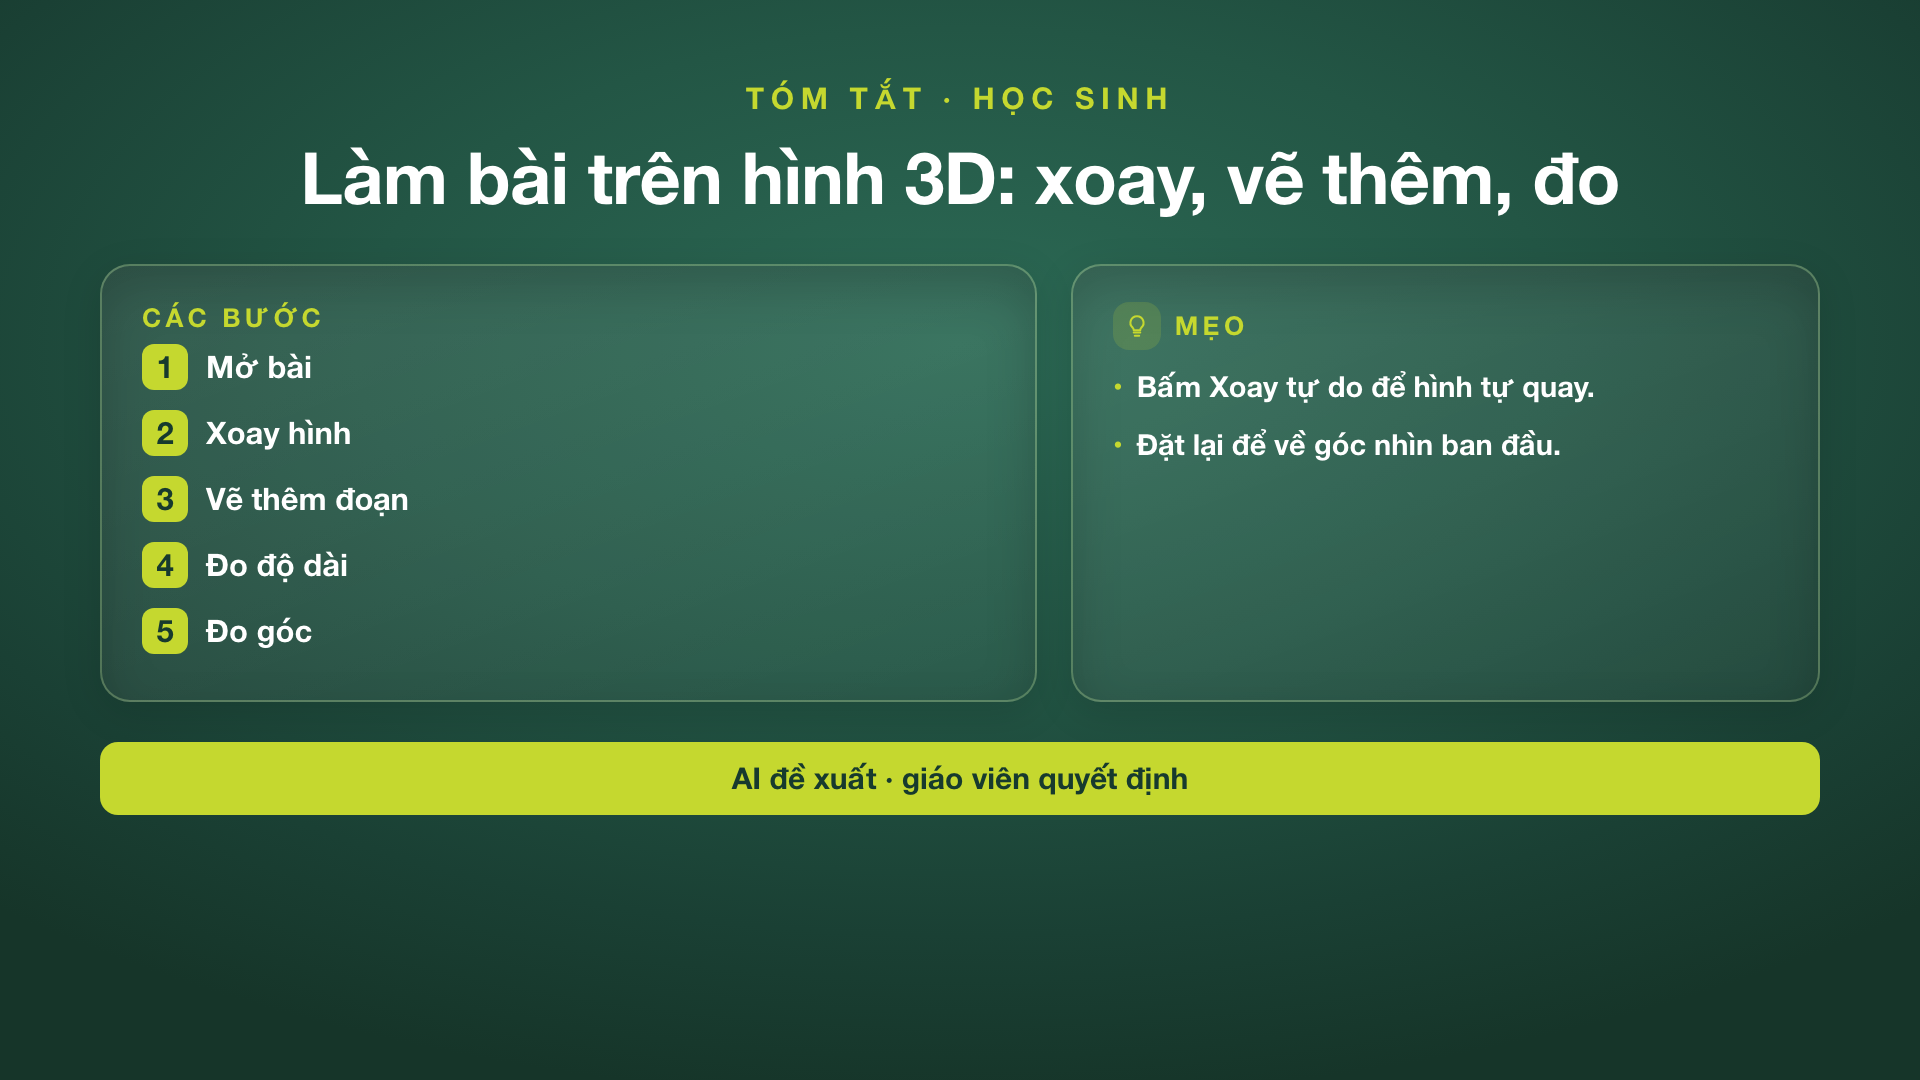 TÓM TẮT · HỌC SINH
Làm bài trên hình 3D: xoay, vẽ thêm, đo
CÁC BƯỚC
1 Mở bài
2 Xoay hình
3 Vẽ thêm đoạn
4 Đo độ dài
5 Đo góc
MẸO
• Bấm Xoay tự do để hình tự quay.
• Đặt lại để về góc nhìn ban đầu.
AI đề xuất · giáo viên quyết định